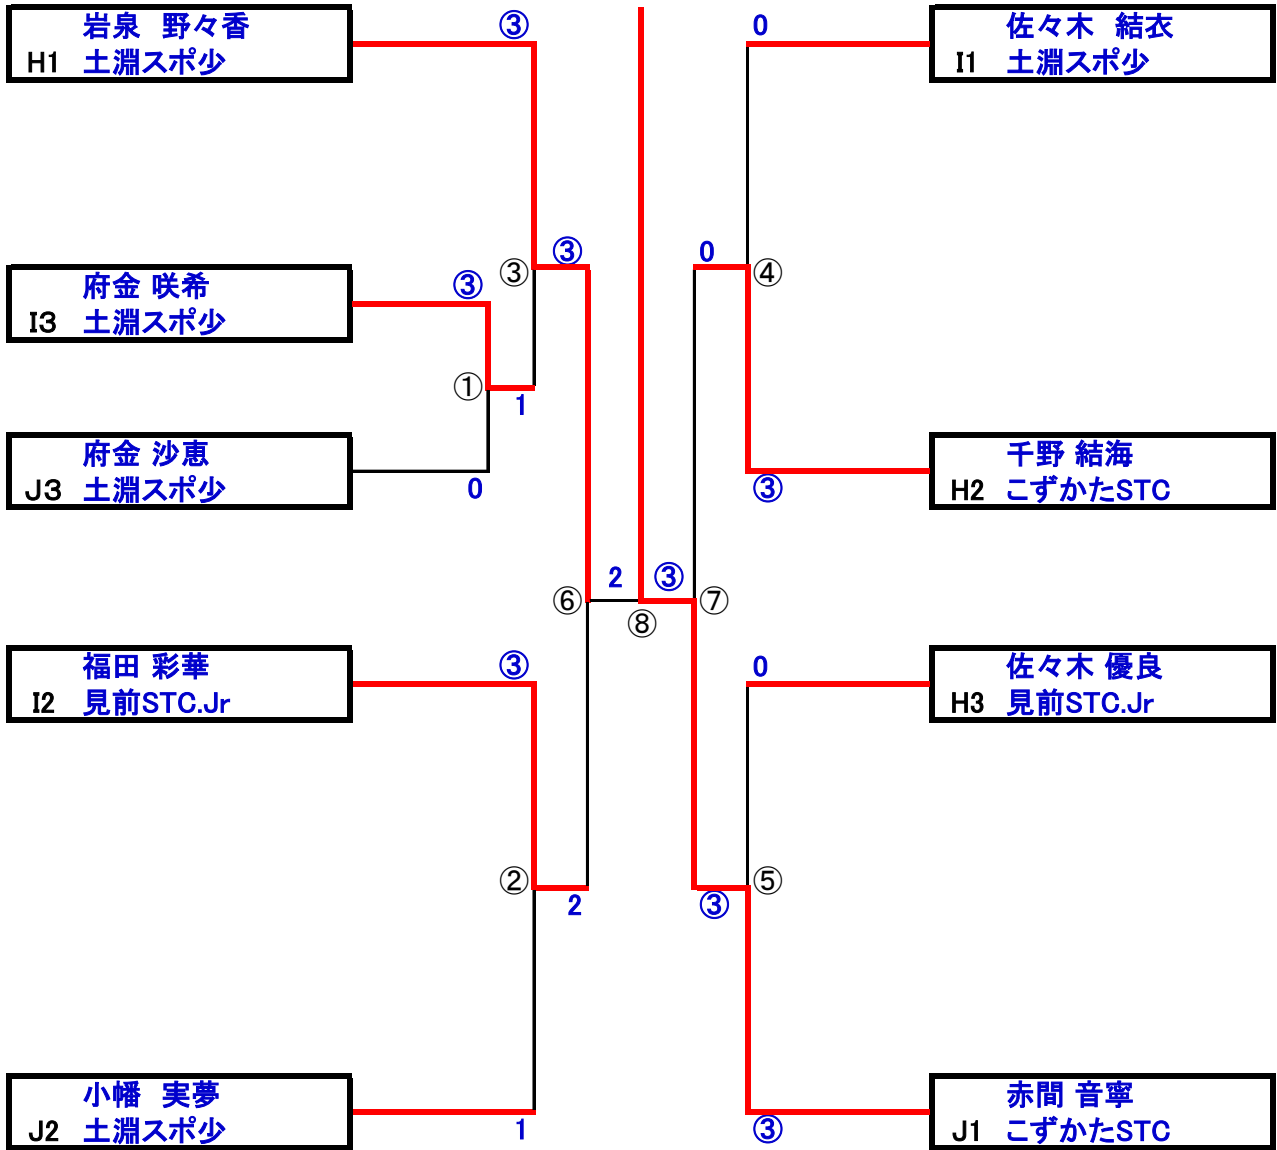 岩泉　野々香
③
H1 土淵スポ少
府金 咲希
③
I3 土淵スポ少
③
③
①
1
府金 沙恵
J3 土淵スポ少
0
福田 彩華
③
I2 見前STC.Jr
②
2
小幡　実夢
J2 土淵スポ少
1
⑥
2
③
⑦
⑧
0
佐々木　結衣
I1 土淵スポ少
0
④
千野 結海
H2 こずかたSTC
③
0
佐々木 優良
H3 見前STC.Jr
⑤
③
赤間 音寧
J1 こずかたSTC
③